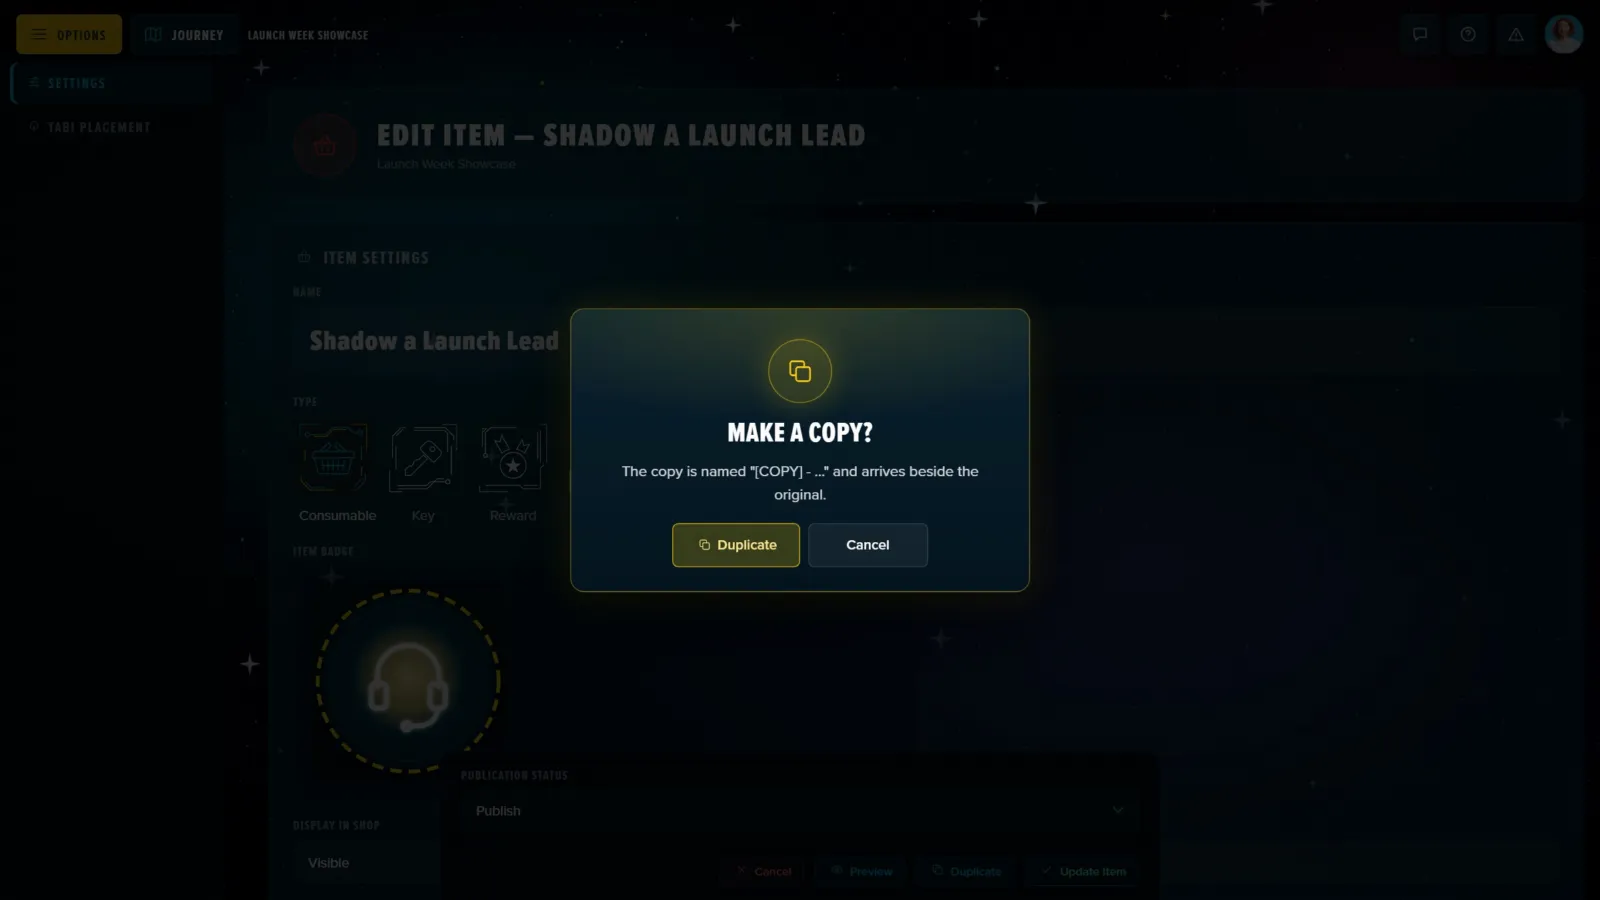 OPTIONS
JOURNEY
LAUNCH WEEK SHOWCASE
SETTINGS
TABI PLACEMENT
EDIT ITEM — SHADOW A LAUNCH LEAD
Launch Week Showcase
ITEM SETTINGS
NAME
Shadow a Launch Lead
TYPE
Consumable
Key
Reward
ITEM BADGE
MAKE A COPY?
The copy is named "[COPY] - ..." and arrives beside the
original.
Duplicate
Cancel
PUBLICATION STATUS
Publish
DISPLAY IN SHOP
Visible
Cancel
Preview
Duplicate
Update Item